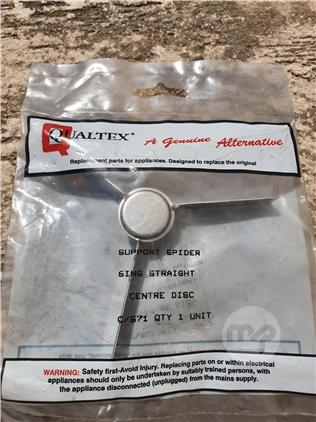 QUALTEX®
A Genuine Alternative
Replacement parts for appliances. Designed to replace the original
SUPPORT SPIDER
6INS STRAIGHT
CENTRE DISC
C/571 QTY 1 UNIT
WARNING: Safety first-Avoid Injury. Replacing parts on or within electrical
appliances should only be undertaken by suitably trained persons, with
the appliance disconnected (unplugged) from the mains supply.